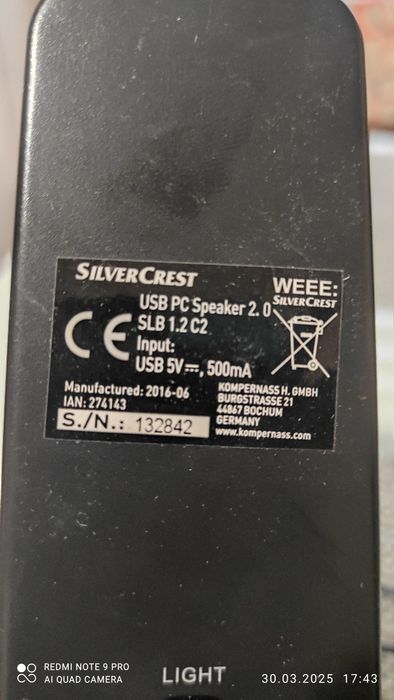 SILVERCREST
WEEE:
SILVERCREST
USB PC Speaker 2.0
SLB 1.2 C2
Input:
USB 5V⎓, 500mA
CE
Manufactured: 2016-06
IAN: 274143
S./N.: 132842
KOMPERNASS H. GMBH
BURGSTRASSE 21
44867 BOCHUM
GERMANY
www.kompernass.com
LIGHT
REDMI NOTE 9 PRO
AI QUAD CAMERA
30.03.2025 17:43